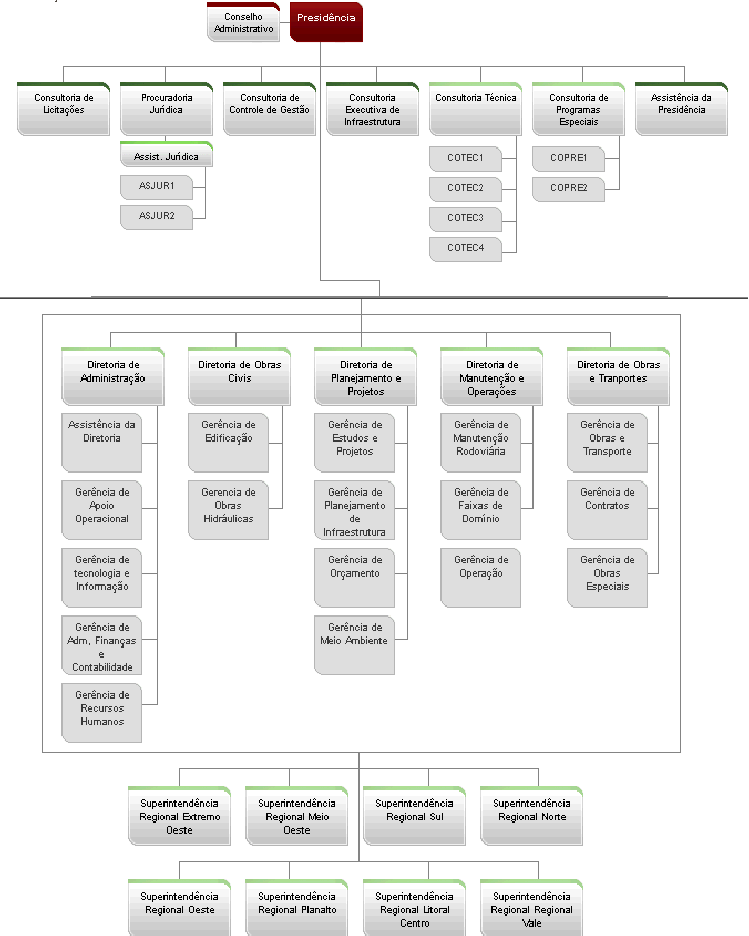 Conselho
Administrativo
Presidência
Consultoria de
Licitações
Procuradoria
Jurídica
Consultoria de
Controle de Gestão
Consultoria
Executiva de
Infraestrutura
Consultoria Técnica
Consultoria de
Programas
Especiais
Assistência da
Presidência
Assist. Jurídica
ASJUR1
ASJUR2
COTEC1
COTEC2
COTEC3
COTEC4
COPRE1
COPRE2
Diretoria de
Administração
Diretoria de Obras
Civis
Diretoria de
Planejamento e
Projetos
Diretoria de
Manutenção e
Operações
Diretoria de Obras
e Tranportes
Assistência da
Diretoria
Gerência de
Apoio
Operacional
Gerência de
tecnologia e
Informação
Gerência de
Adm, Finanças
e
Contabilidade
Gerência de
Recursos
Humanos
Gerência de
Edificação
Gerencia de
Obras
Hidráulicas
Gerência de
Estudos e
Projetos
Gerência de
Planejamento
de
Infraestrutura
Gerência de
Orçamento
Gerência de
Meio Ambiente
Gerência de
Manutenção
Rodoviária
Gerência de
Faixas de
Domínio
Gerência de
Operação
Gerência de
Obras e
Transporte
Gerência de
Contratos
Gerência de
Obras
Especiais
Superintendência
Regional Extremo
Oeste
Superintendência
Regional Meio
Oeste
Superintendência
Regional Sul
Superintendência
Regional Norte
Superintendência
Regional Oeste
Superintendência
Regional Planalto
Superintendência
Regional Litoral
Centro
Superintendência
Regional Regional
Vale